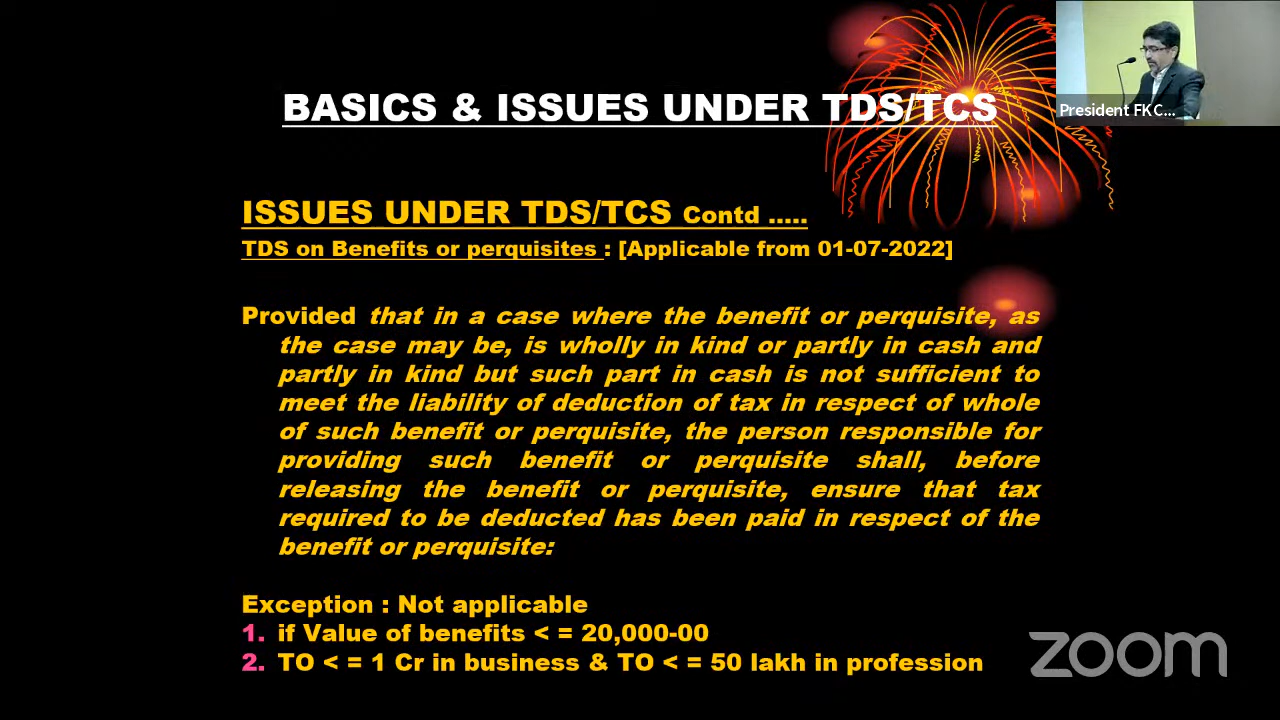 BASICS & ISSUES UNDER TDS/TCS
President FKC...
ISSUES UNDER TDS/TCS Contd .....
TDS on Benefits or perquisites : [Applicable from 01-07-2022]
Provided that in a case where the benefit or perquisite, as
the case may be, is wholly in kind or partly in cash and
partly in kind but such part in cash is not sufficient to
meet the liability of deduction of tax in respect of whole
of such benefit or perquisite, the person responsible for
providing such benefit or perquisite shall, before
releasing the benefit or perquisite, ensure that tax
required to be deducted has been paid in respect of the
benefit or perquisite:
Exception : Not applicable
1. if Value of benefits < = 20,000-00
2. TO < = 1 Cr in business & TO < = 50 lakh in profession
zoom